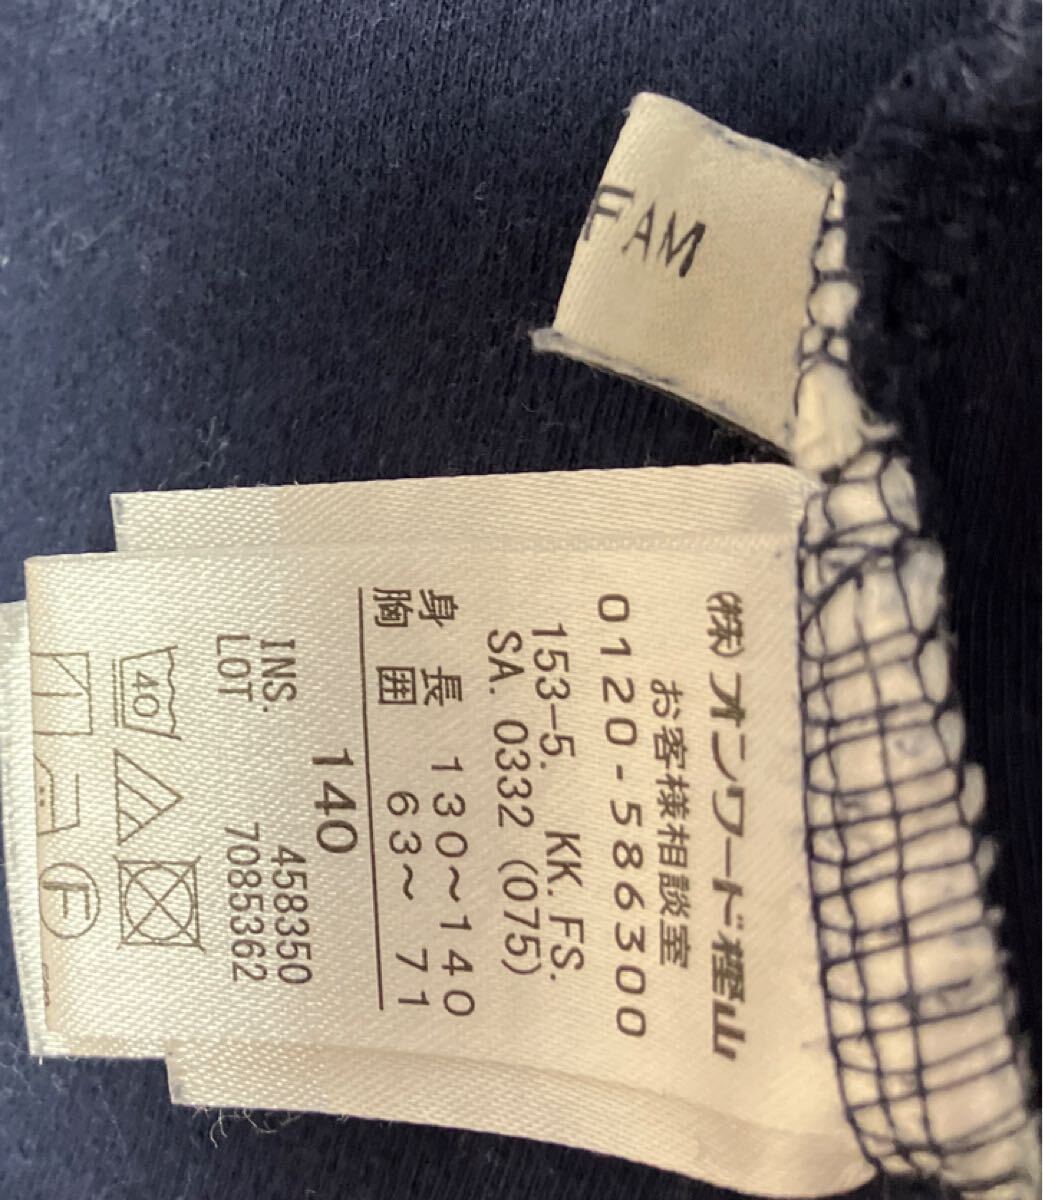 FAM
㈱オンワード樫山
お客様相談室
0120-586300
153-5. KK. FS.
SA. 0332 (075)
身長 130～140
胸囲 63～ 71
140
INS. 458350
LOT 7085362
40
F